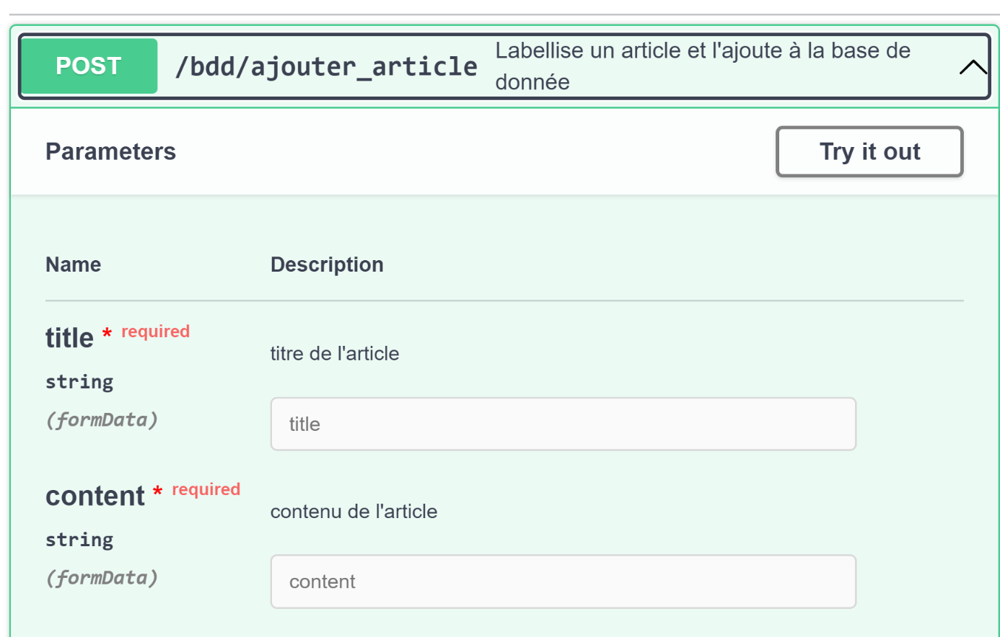 POST /bdd/ajouter_article Labellise un article et l'ajoute à la base de
donnée
Parameters Try it out
Name Description
title * required
titre de l'article
string
(formData)
title
content * required
contenu de l'article
string
(formData)
content